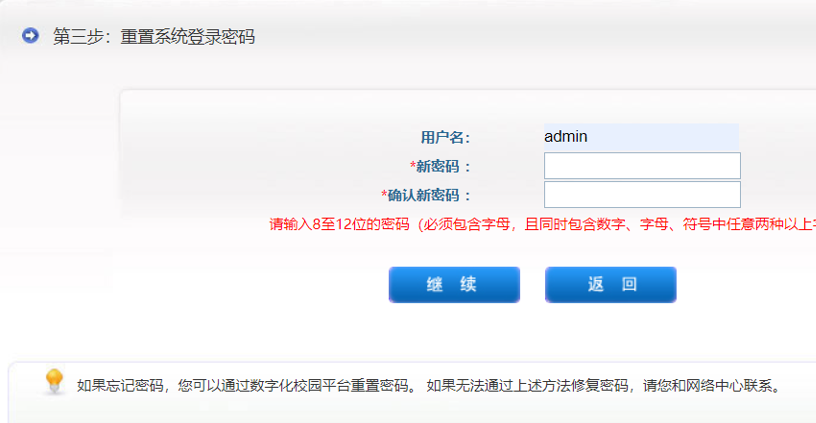 第三步：重置系统登录密码
用户名：
admin
*新密码：
*确认新密码：
请输入8至12位的密码（必须包含字母，且同时包含数字、字母、符号中任意两种以上
继 续
返 回
如果忘记密码，您可以通过数字化校园平台重置密码。 如果无法通过上述方法修复密码，请您和网络中心联系。